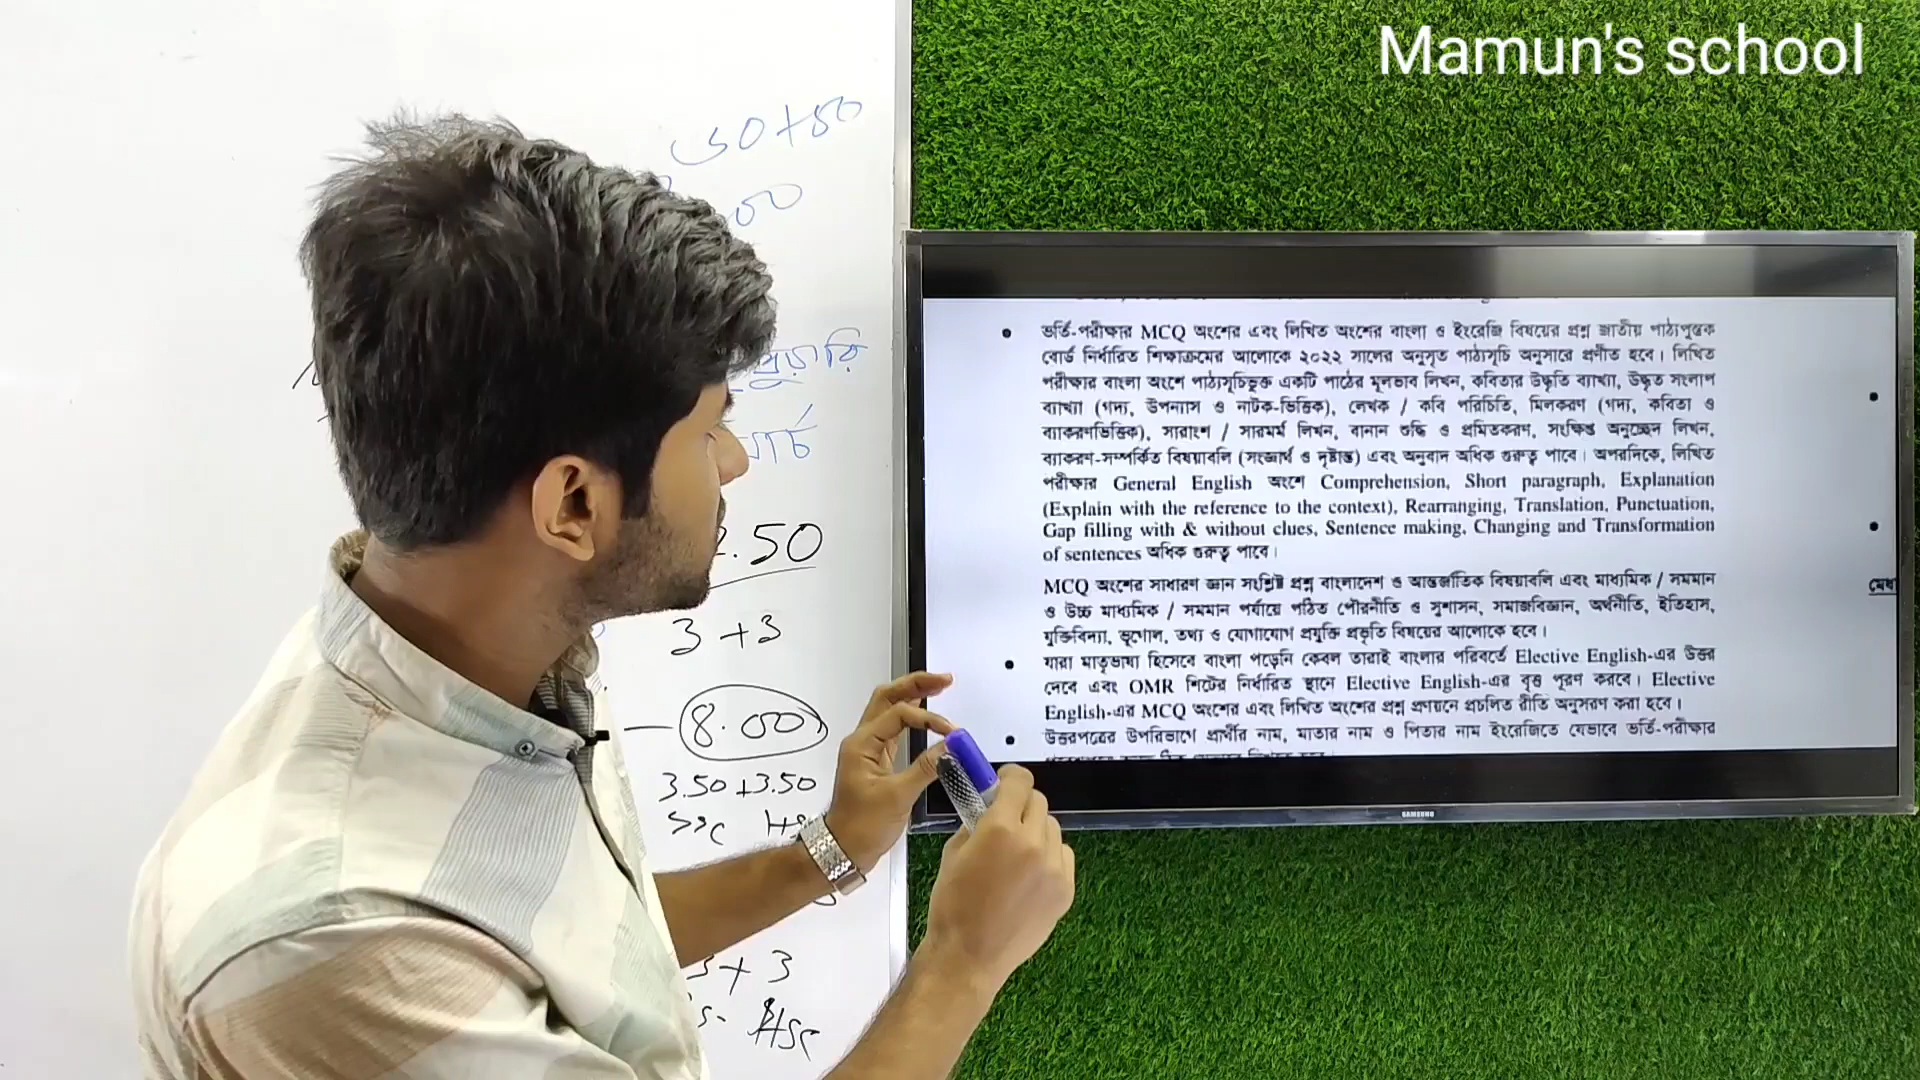 Mamun's school
৬০+৪০
মার্চ
.50
3 +3
8.00
3.50 +3.50
SSC HS
3+ 3
HSC
ভর্তি-পরীক্ষার MCQ অংশের এবং লিখিত অংশের বাংলা ও ইংরেজি বিষয়ের প্রশ্ন জাতীয় পাঠ্যপুস্তক
বোর্ড নির্ধারিত শিক্ষাক্রমের আলোকে ২০২২ সালের অনুসৃত পাঠ্যসূচি অনুসারে প্রণীত হবে। লিখিত
পরীক্ষার বাংলা অংশে পাঠ্যসূচিভুক্ত একটি পাঠের মূলভাব লিখন, কবিতার উদ্ধৃতি ব্যাখ্যা, উদ্ধৃত সংলাপ
ব্যাখ্যা (গদ্য, উপন্যাস ও নাটক-ভিত্তিক), লেখক / কবি পরিচিতি, মিলকরণ (গদ্য, কবিতা ও
ব্যাকরণভিত্তিক), সারাংশ / সারমর্ম লিখন, বানান শুদ্ধি ও প্রমিতকরণ, সংক্ষিপ্ত অনুচ্ছেদ লিখন,
ব্যাকরণ-সম্পর্কিত বিষয়াবলি (সংজ্ঞার্থ ও দৃষ্টান্ত) এবং অনুবাদ অধিক গুরুত্ব পাবে। অপরদিকে, লিখিত
পরীক্ষার General English অংশে Comprehension, Short paragraph, Explanation
(Explain with the reference to the context), Rearranging, Translation, Punctuation,
Gap filling with & without clues, Sentence making, Changing and Transformation
of sentences অধিক গুরুত্ব পাবে।
MCQ অংশের সাধারণ জ্ঞান সংশ্লিষ্ট প্রশ্ন বাংলাদেশ ও আন্তর্জাতিক বিষয়াবলি এবং মাধ্যমিক / সমমান
ও উচ্চ মাধ্যমিক / সমমান পর্যায়ে পঠিত পৌরনীতি ও সুশাসন, সমাজবিজ্ঞান, অর্থনীতি, ইতিহাস,
যুক্তিবিদ্যা, ভূগোল, তথ্য ও যোগাযোগ প্রযুক্তি প্রভৃতি বিষয়ের আলোকে হবে।
যারা মাতৃভাষা হিসেবে বাংলা পড়েনি কেবল তারাই বাংলার পরিবর্তে Elective English-এর উত্তর
দেবে এবং OMR শিটের নির্ধারিত স্থানে Elective English-এর বৃত্ত পূরণ করবে। Elective
English-এর MCQ অংশের এবং লিখিত অংশের প্রশ্ন প্রণয়নে প্রচলিত রীতি অনুসরণ করা হবে।
উত্তরপত্রের উপরিভাগে প্রার্থীর নাম, মাতার নাম ও পিতার নাম ইংরেজিতে যেভাবে ভর্তি-পরীক্ষার
মেধ
SAMSUNG